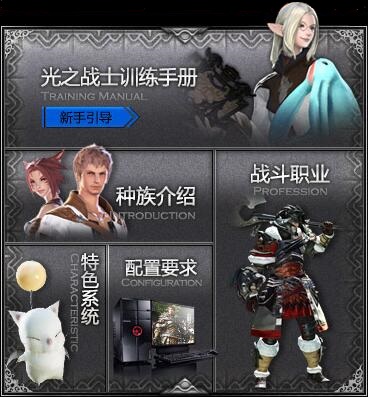 光之战士训练手册
TRAINING MANUAL
新手引导
种族介绍
INTRODUCTION
战斗职业
PROFESSION
特色系统
CHARACTERISTIC
配置要求
CONFIGURATION